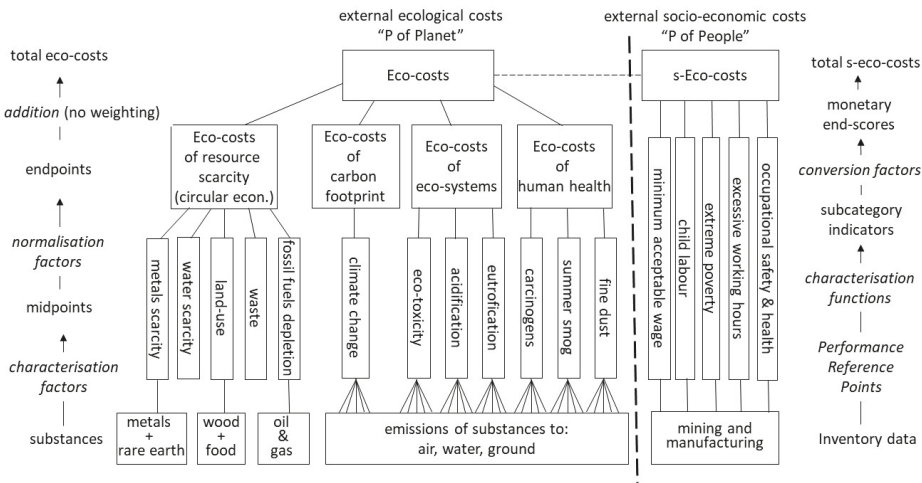 external ecological costs
"P of Planet"
external socio-economic costs
"P of People"
total eco-costs
addition (no weighting)
endpoints
normalisation
factors
midpoints
characterisation
factors
substances
Eco-costs
s-Eco-costs
Eco-costs
of resource
scarcity
(circular econ.)
Eco-costs
of
carbon
footprint
Eco-costs
of
eco-systems
Eco-costs
of
human health
metals scarcity
water scarcity
land-use
waste
fossil fuels depletion
climate change
eco-toxicity
acidification
eutrofication
carcinogens
summer smog
fine dust
minimum acceptable wage
child labour
extreme poverty
excessive working hours
occupational safety & health
metals
+
rare earth
wood
+
food
oil
&
gas
emissions of substances to:
air, water, ground
mining and
manufacturing
total s-eco-costs
monetary
end-scores
conversion factors
subcategory
indicators
characterisation
functions
Performance
Reference
Points
Inventory data